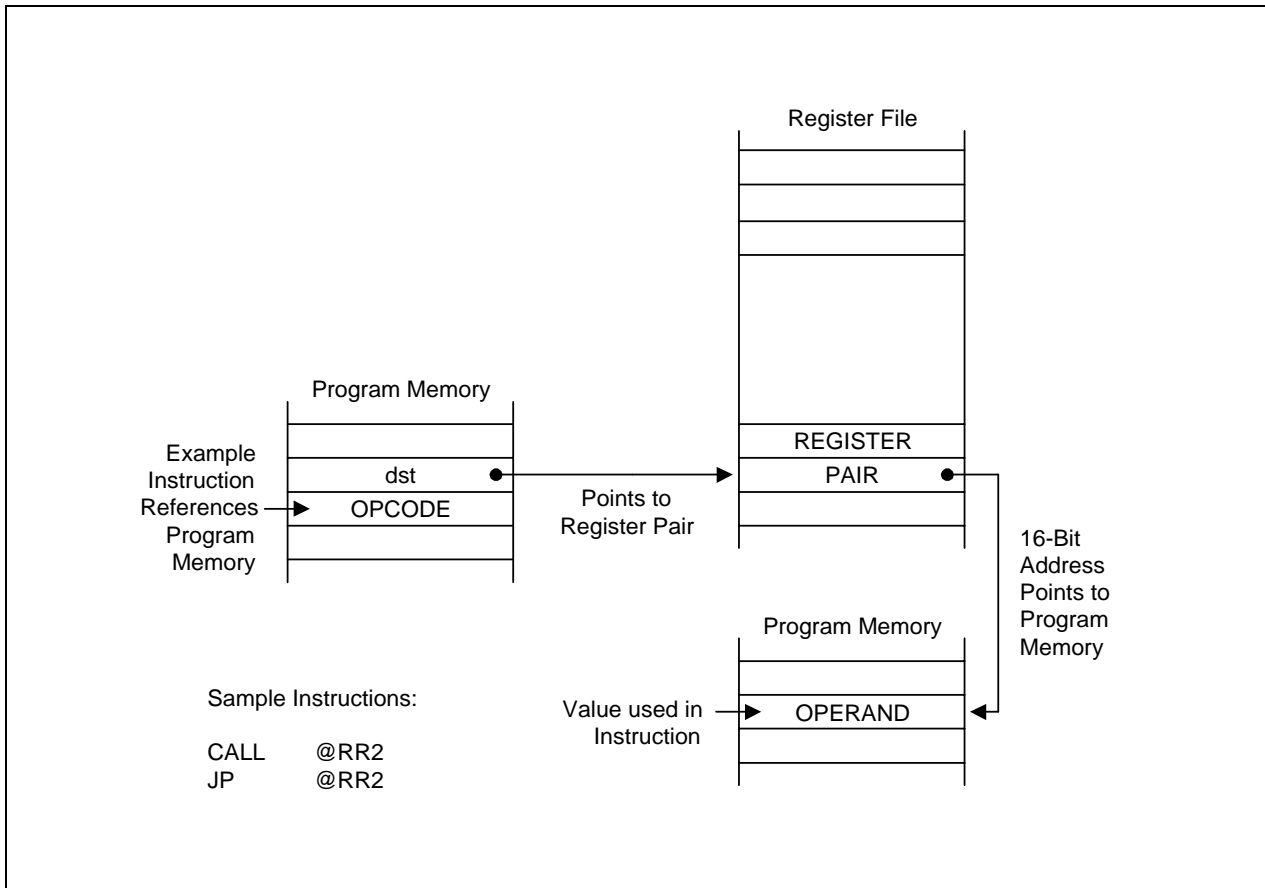 Register File
Program Memory
REGISTER
Example
Instruction
References
Program
Memory
dst
OPCODE
Points to
Register Pair
PAIR
16-Bit
Address
Points to
Program
Memory
Program Memory
Sample Instructions:
CALL @RR2
JP @RR2
Value used in
Instruction
OPERAND